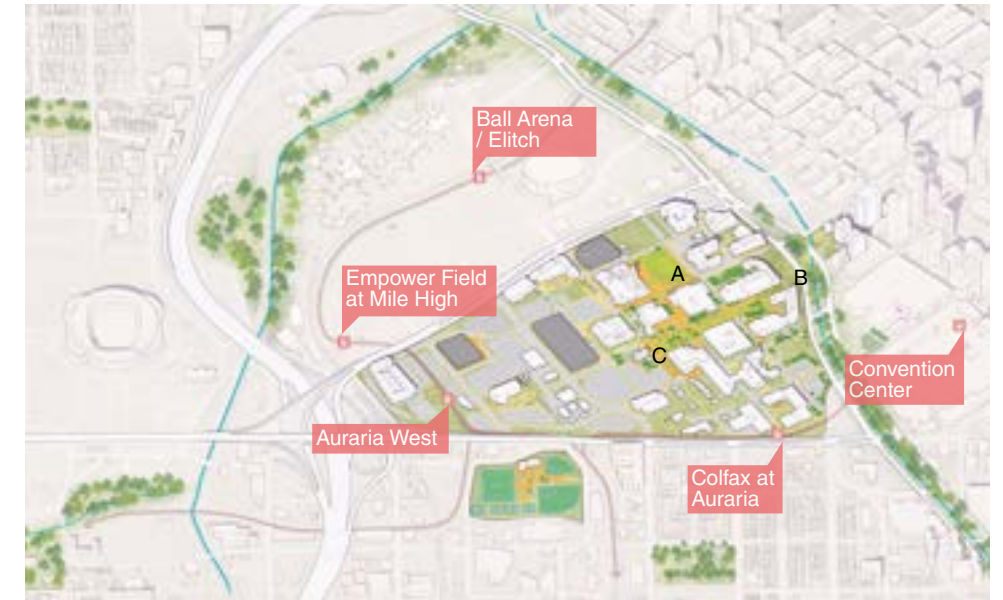 Ball Arena
/ Elitch
A
B
Empower Field
at Mile High
C
Convention
Center
Auraria West
Colfax at
Auraria